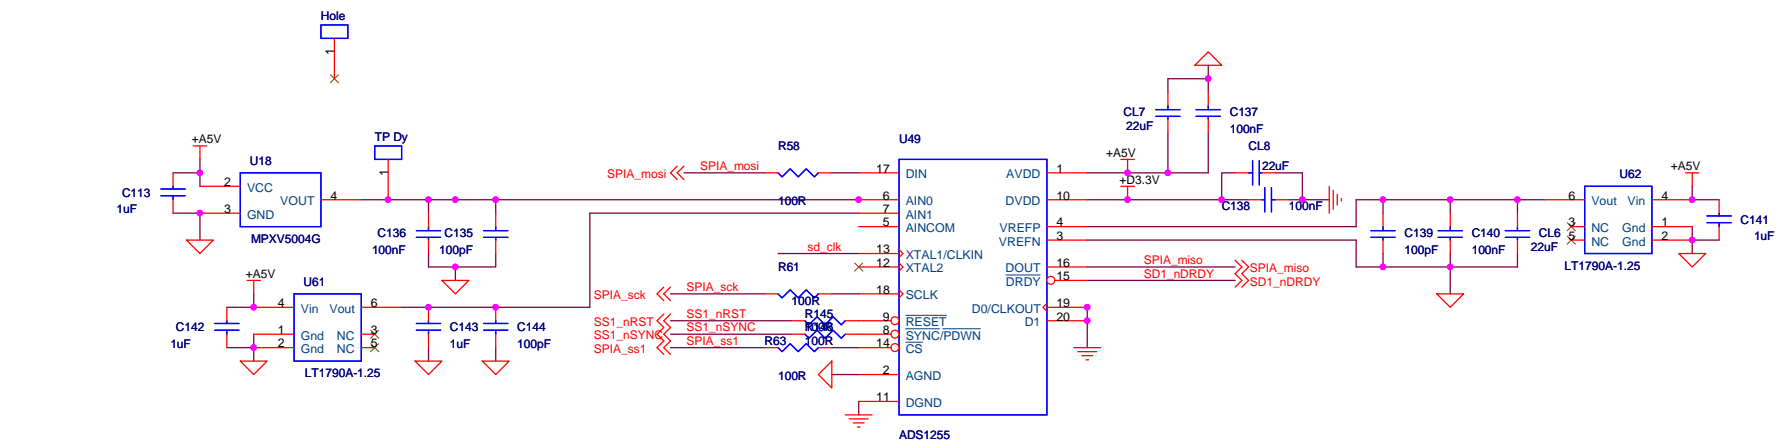 Hole
1
+A5V
U18
C113
1uF
2
VCC
3
GND
VOUT
4
MPXV5004G
TP Dy
1
C136
100nF
C135
100pF
+A5V
U61
C142
1uF
4
Vin
Vout
6
1
Gnd
NC
3
2
Gnd
NC
5
LT1790A-1.25
C143
1uF
C144
100pF
SPIA_mosi
SPIA_mosi
R58
100R
sd_clk
R61
100R
SPIA_sck
SPIA_sck
SS1_nRST
SS1_nRST
R145
SS1_nSYNC
SS1_nSYNC
100R
SPIA_ss1
SPIA_ss1
R63
100R
U49
17
DIN
6
AIN0
7
AIN1
5
AINCOM
13
XTAL1/CLKIN
12
XTAL2
18
SCLK
9
RESET
8
SYNC/PDWN
14
CS
2
AGND
11
DGND
AVDD
1
DVDD
10
VREFP
4
VREFN
3
DOUT
16
DRDY
15
D0/CLKOUT
19
D1
20
ADS1255
+A5V
+D3.3V
CL7
22uF
C137
100nF
CL8
22uF
C138
100nF
SPIA_miso
SPIA_miso
SD1_nDRDY
SD1_nDRDY
C139
100pF
C140
100nF
CL6
22uF
U62
+A5V
6
Vout
Vin
4
3
NC
Gnd
1
5
NC
Gnd
2
LT1790A-1.25
C141
1uF